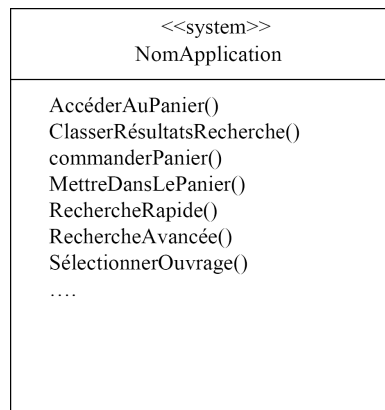 <<system>>
NomApplication
AccéderAuPanier()
ClasserRésultatsRecherche()
commanderPanier()
MettreDansLePanier()
RechercheRapide()
RechercheAvancée()
SélectionnerOuvrage()
....